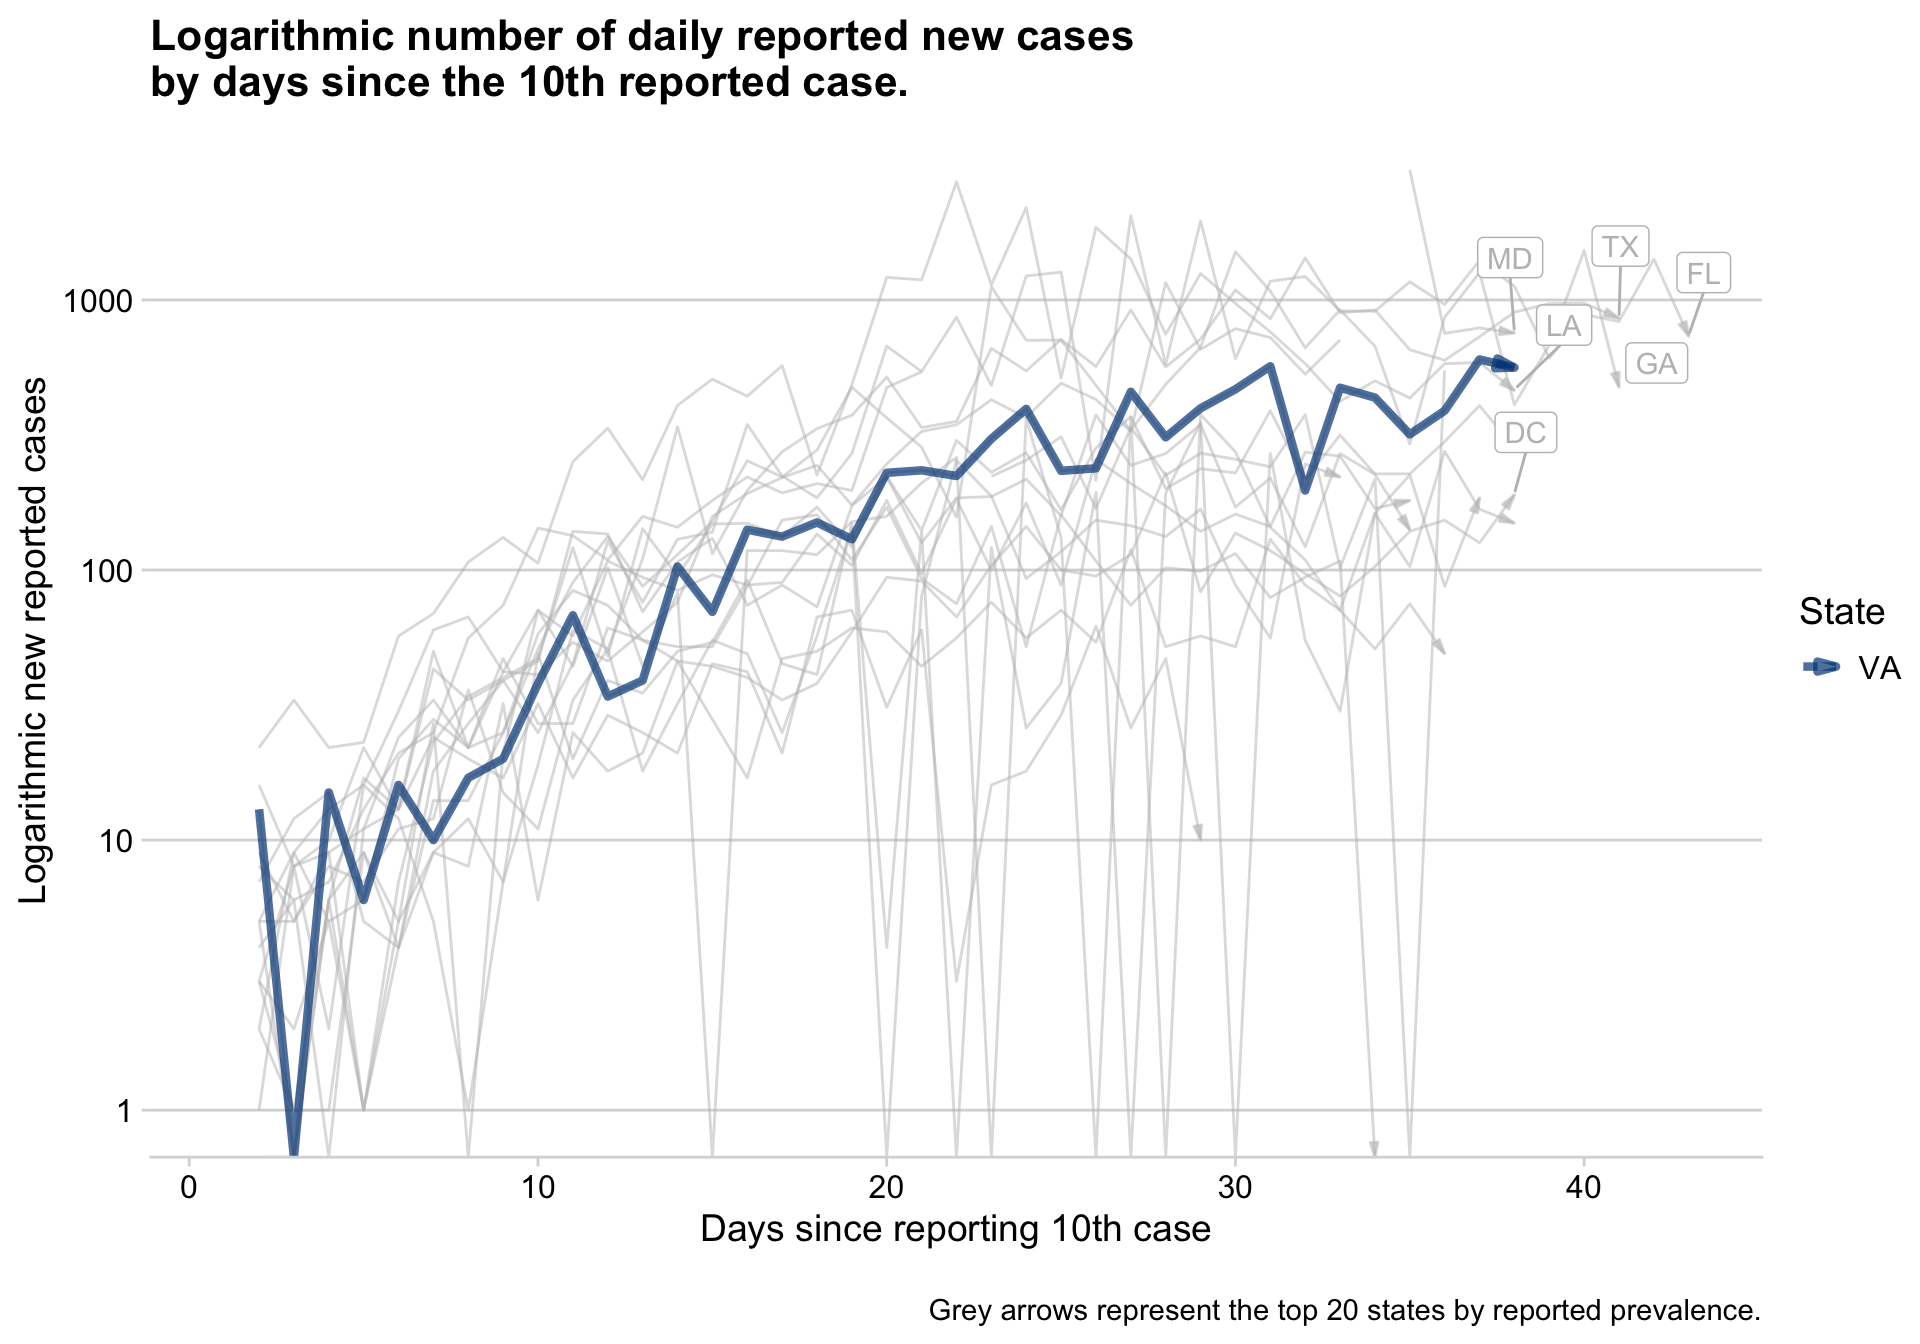 Logarithmic number of daily reported new cases
by days since the 10th reported case.
Logarithmic new reported cases
1000
100
10
1
MD
TX
FL
LA
GA
DC
State
VA
0
10
20
30
40
Days since reporting 10th case
Grey arrows represent the top 20 states by reported prevalence.